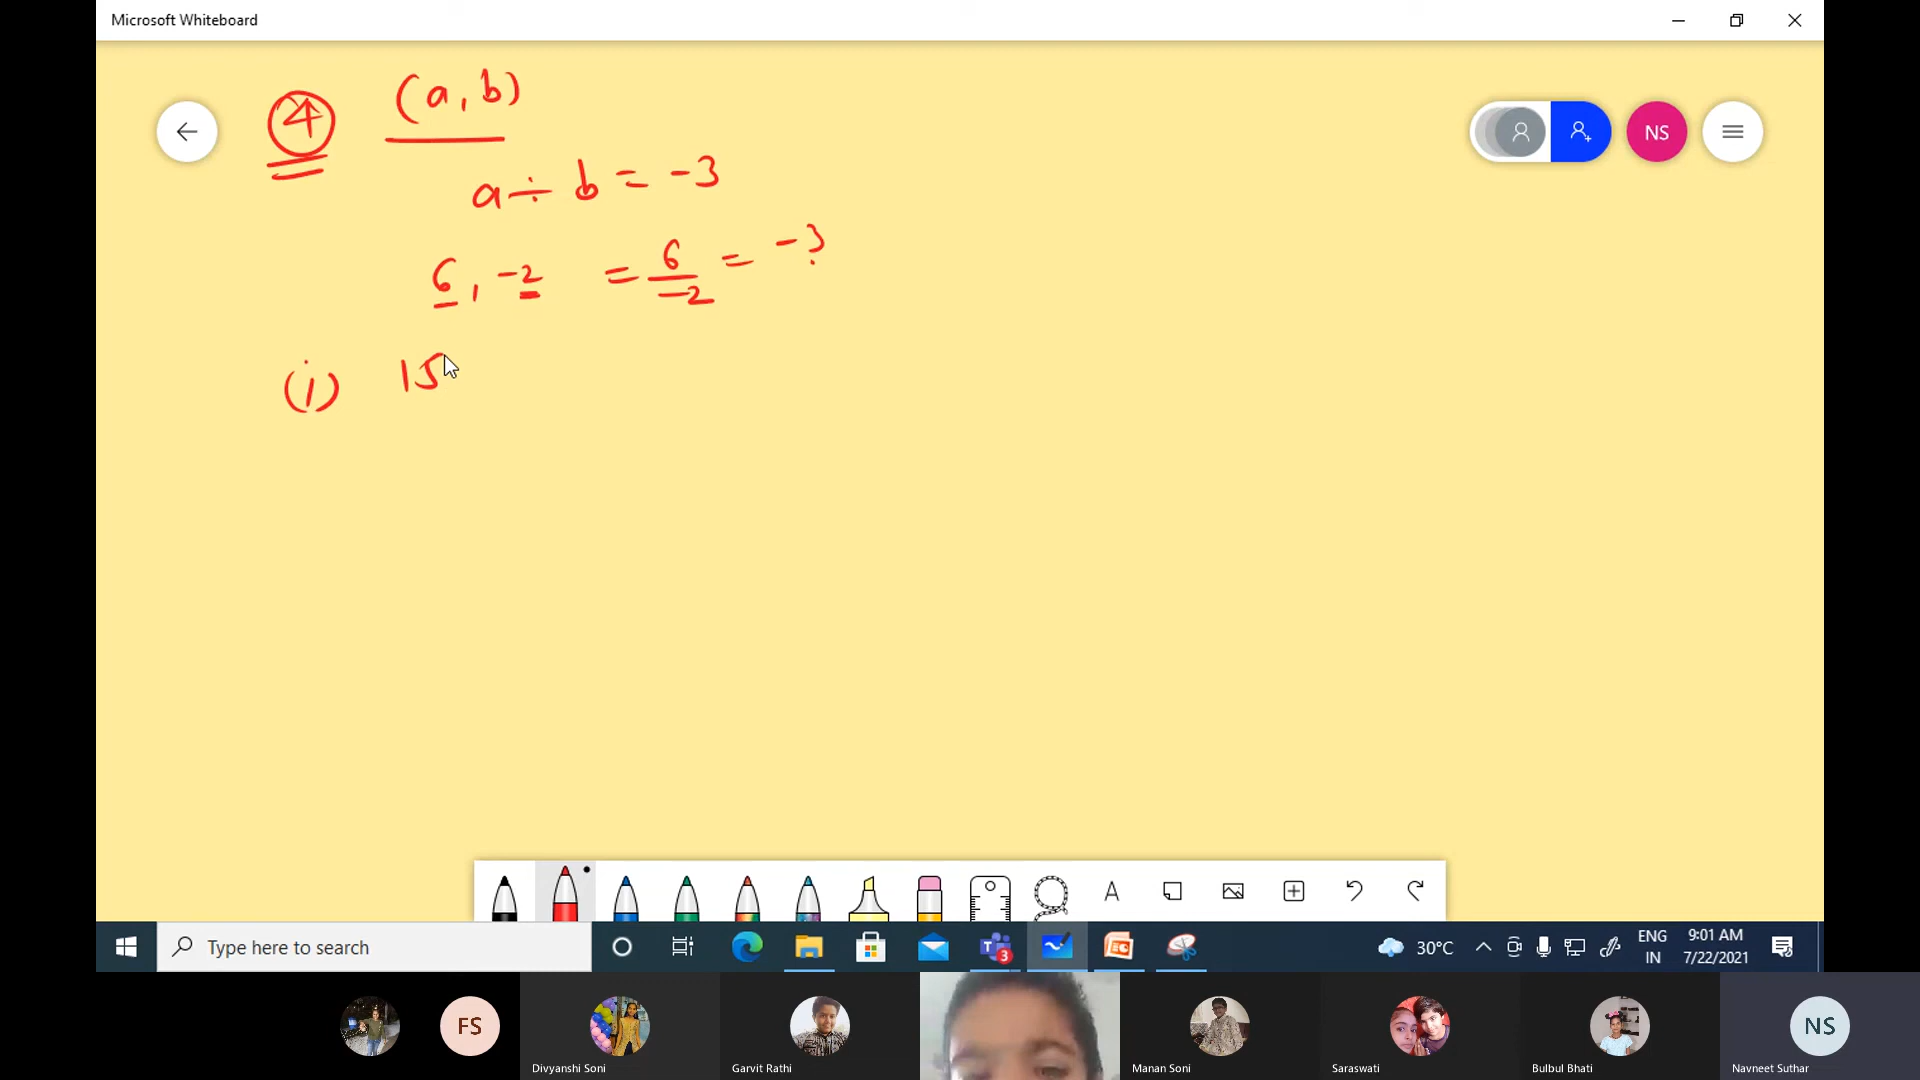 Microsoft Whiteboard
④ (a, b)
NS
a ÷ b = -3
6, -2 = 6/-2 = -3
(i) 15
A
Type here to search
3
30°C
ENG
IN
9:01 AM
7/22/2021
FS
NS
Divyanshi Soni
Garvit Rathi
Manan Soni
Saraswati
Bulbul Bhati
Navneet Suthar